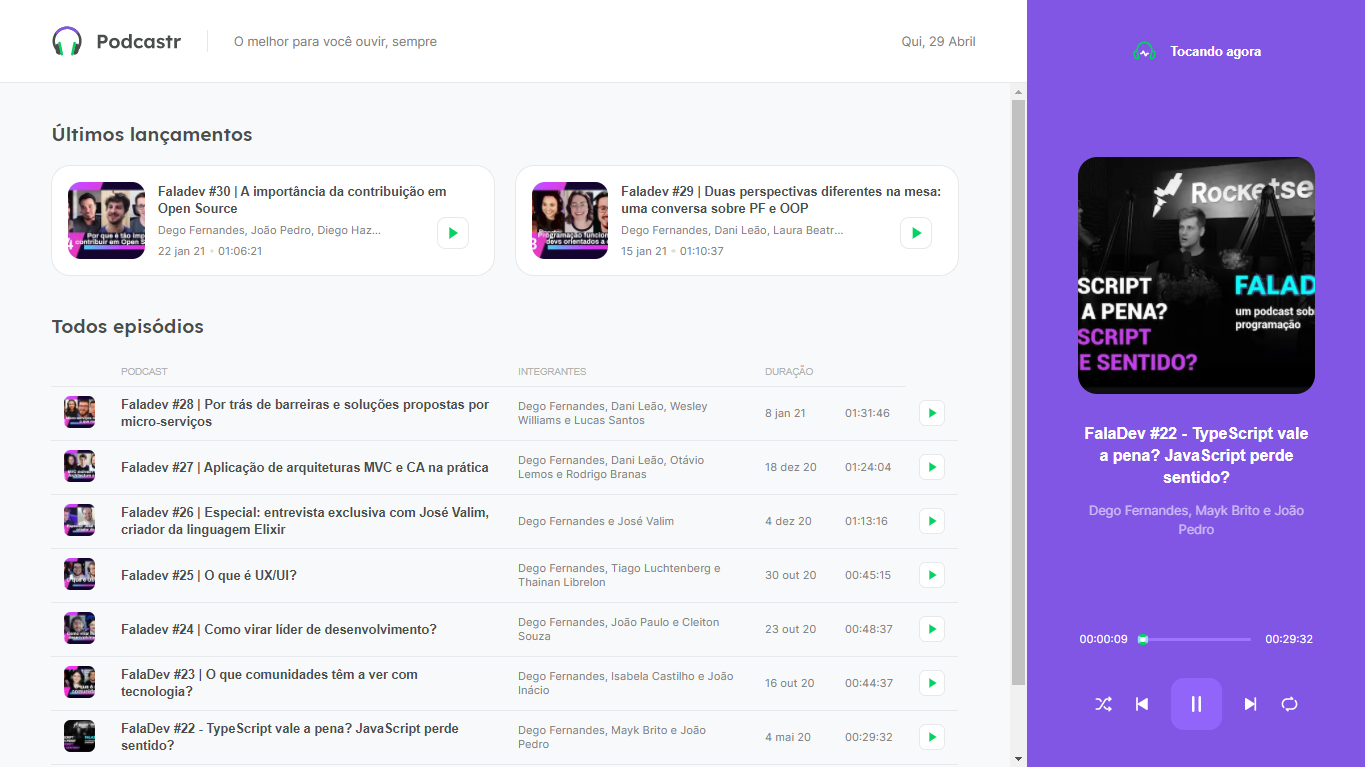 Podcastr
O melhor para você ouvir, sempre
Qui, 29 Abril
Últimos lançamentos
Faladev #30 | A importância da contribuição em
Open Source
Dego Fernandes, João Pedro, Diego Haz...
22 jan 21 • 01:06:21
Por que é tão imp
contribuir em Open S
Faladev #29 | Duas perspectivas diferentes na mesa:
uma conversa sobre PF e OOP
Dego Fernandes, Dani Leão, Laura Beatr...
15 jan 21 • 01:10:37
Programação funcion
devs orientados a
Todos episódios
PODCAST INTEGRANTES DURAÇÃO
Faladev #28 | Por trás de barreiras e soluções propostas por
micro-serviços
Dego Fernandes, Dani Leão, Wesley
Williams e Lucas Santos
8 jan 21 01:31:46
Faladev #27 | Aplicação de arquiteturas MVC e CA na prática
Dego Fernandes, Dani Leão, Otávio
Lemos e Rodrigo Branas
18 dez 20 01:24:04
Faladev #26 | Especial: entrevista exclusiva com José Valim,
criador da linguagem Elixir
Dego Fernandes e José Valim
4 dez 20 01:13:16
Faladev #25 | O que é UX/UI?
Dego Fernandes, Tiago Luchtenberg e
Thainan Librelon
30 out 20 00:45:15
Faladev #24 | Como virar líder de desenvolvimento?
Dego Fernandes, João Paulo e Cleiton
Souza
23 out 20 00:48:37
FalaDev #23 | O que comunidades têm a ver com
tecnologia?
Dego Fernandes, Isabela Castilho e João
Inácio
16 out 20 00:44:37
FalaDev #22 - TypeScript vale a pena? JavaScript perde
sentido?
Dego Fernandes, Mayk Brito e João
Pedro
4 mai 20 00:29:32
Tocando agora
Rocketse
SCRIPT
A PENA?
SCRIPT
E SENTIDO?
FALAD
um podcast sob
programação
FalaDev #22 - TypeScript vale
a pena? JavaScript perde
sentido?
Dego Fernandes, Mayk Brito e João
Pedro
00:00:09 00:29:32